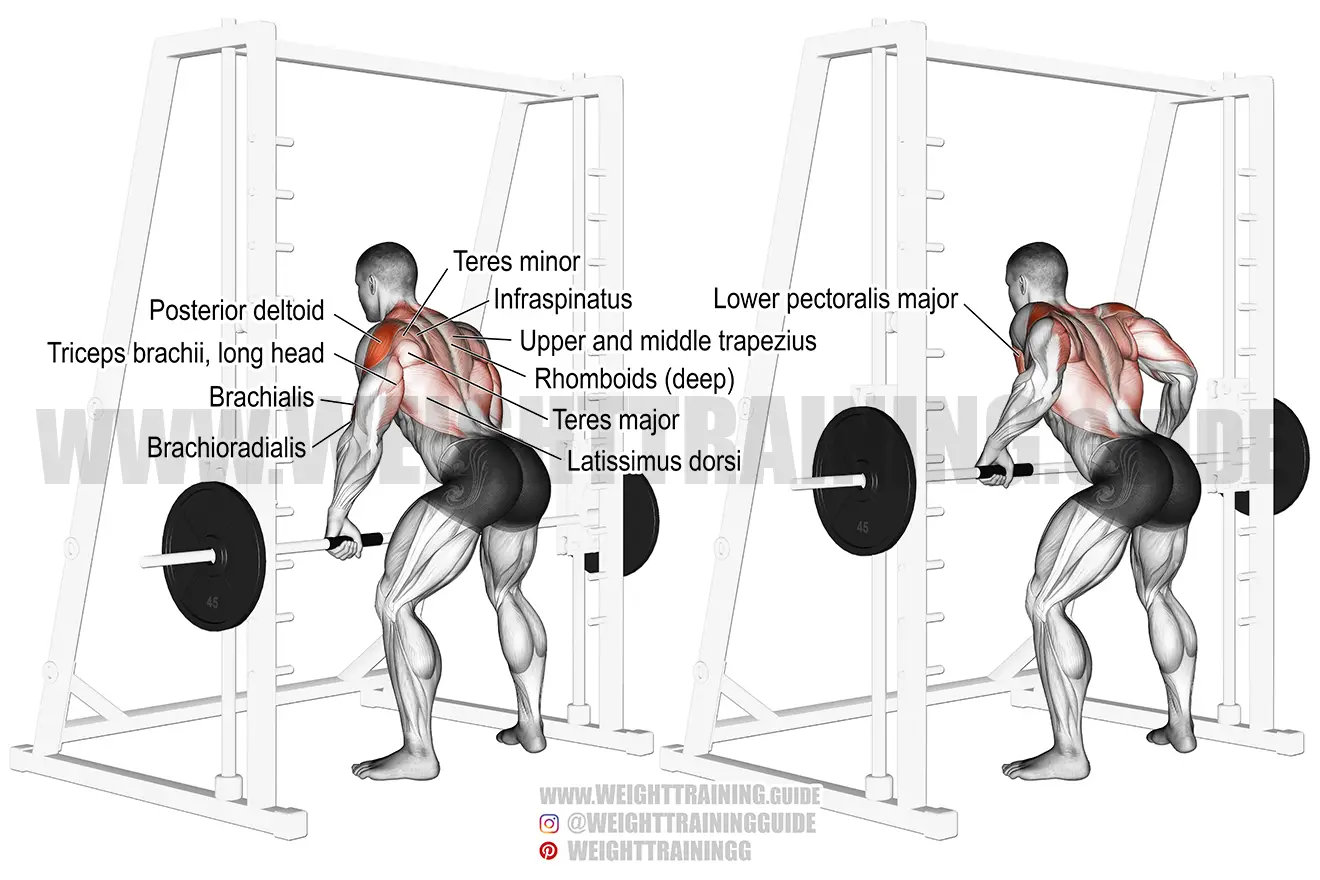 Teres minor
Infraspinatus
Posterior deltoid
Upper and middle trapezius
Triceps brachii, long head
Rhomboids (deep)
Brachialis
Teres major
Brachioradialis
Latissimus dorsi
Lower pectoralis major
WWW.WEIGHTTRAINING.GUIDE
45
45
WWW.WEIGHTTRAINING.GUIDE
@WEIGHTTRAININGGUIDE
WEIGHTTRAININGG